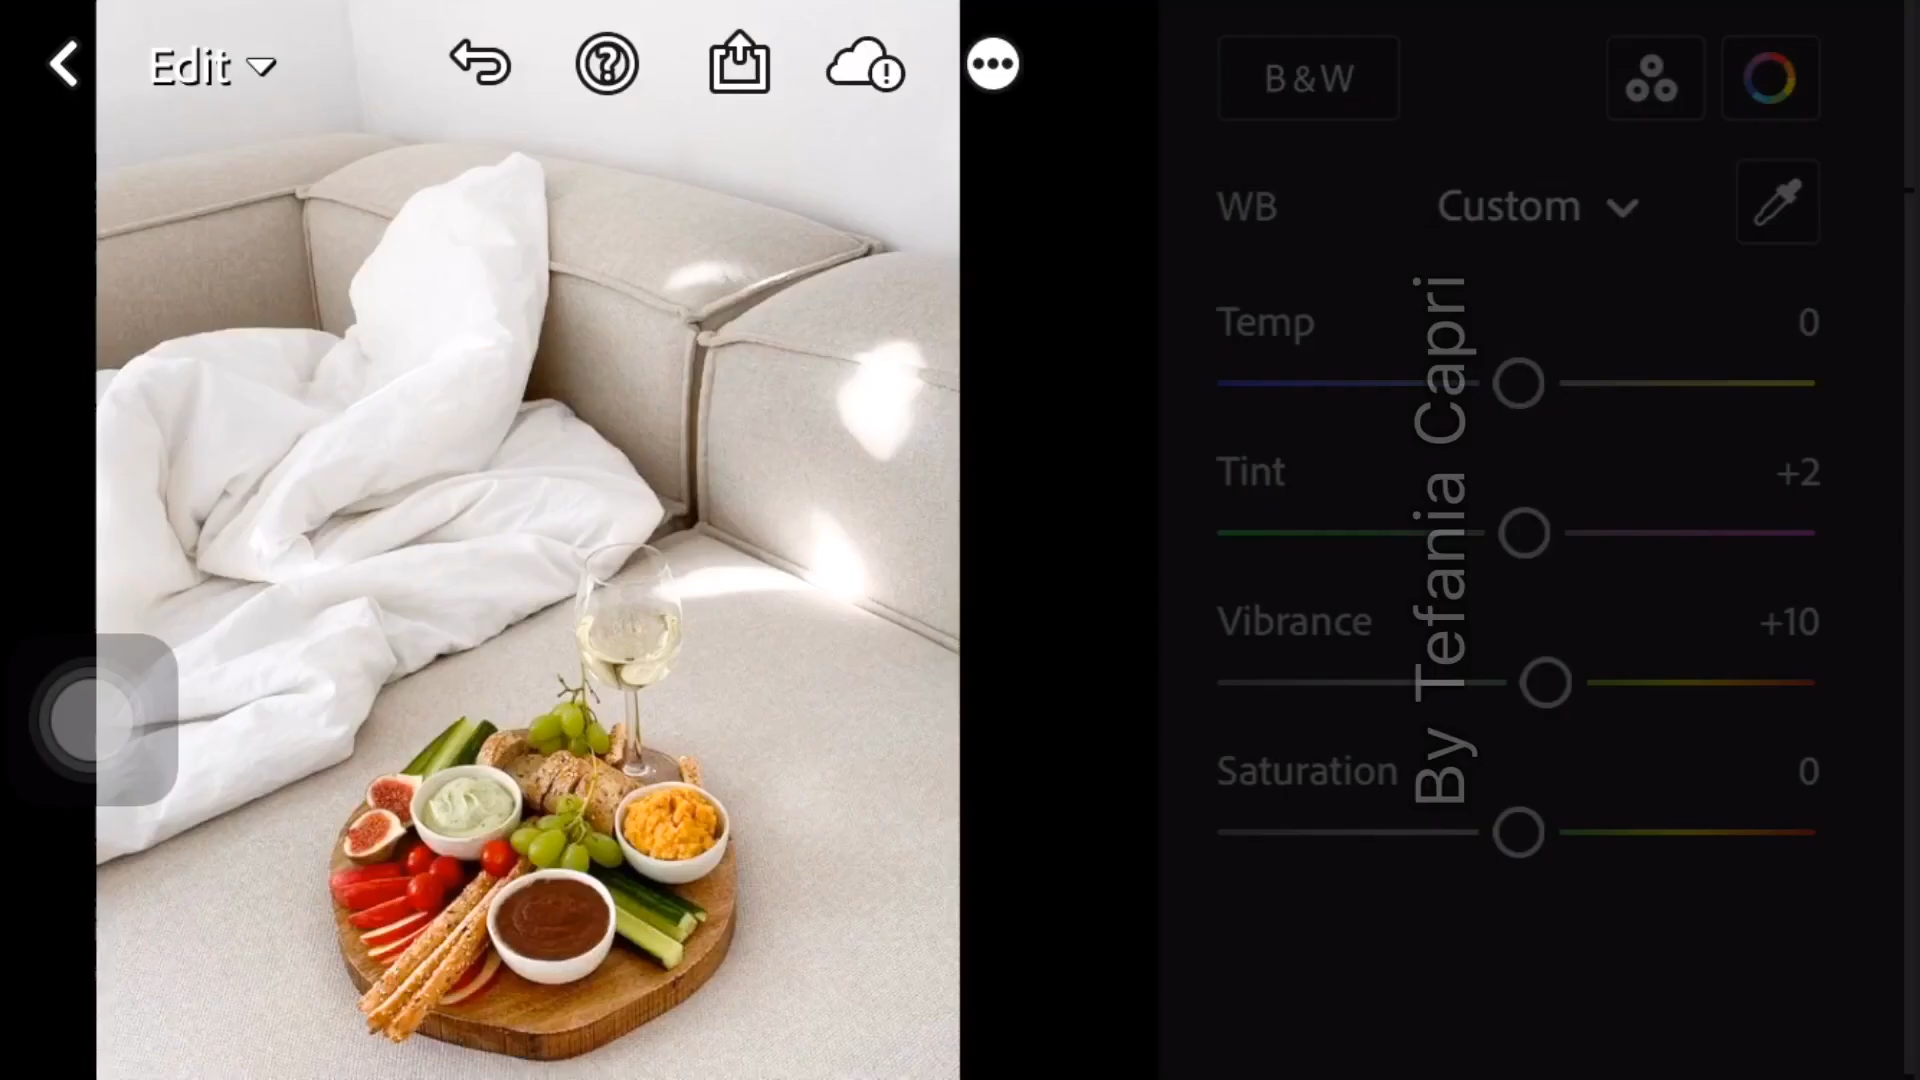 Edit
B&W
WB
Custom
Temp
0
Tint
+2
Vibrance
+10
Saturation
0
By Tefania Capri